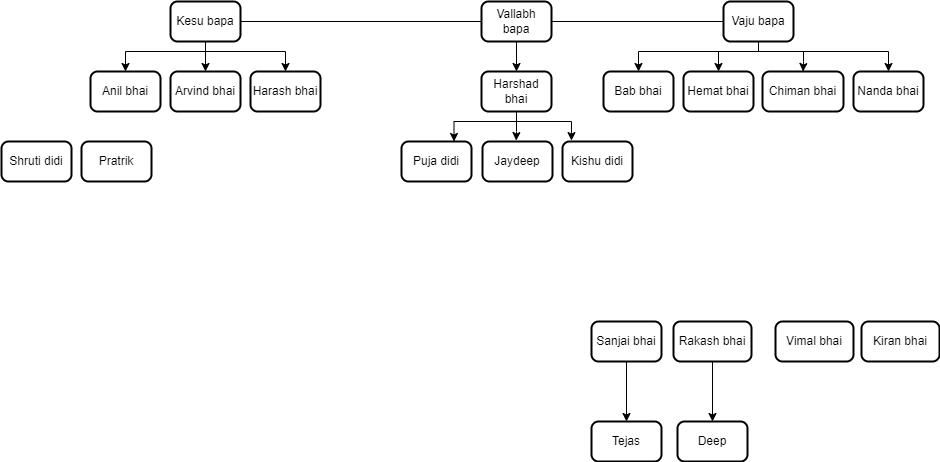 Kesu bapa
Vallabh
bapa
Vaju bapa
Anil bhai
Arvind bhai
Harash bhai
Harshad
bhai
Bab bhai
Hemat bhai
Chiman bhai
Nanda bhai
Shruti didi
Pratrik
Puja didi
Jaydeep
Kishu didi
Sanjai bhai
Rakash bhai
Vimal bhai
Kiran bhai
Tejas
Deep